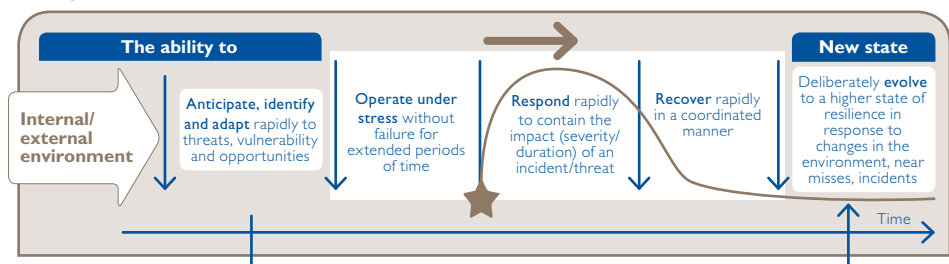 The ability to
New state
Internal/
external
environment
Anticipate, identify
and adapt rapidly to
threats, vulnerability
and opportunities
Operate under
stress without
failure for
extended periods
of time
Respond rapidly
to contain the
impact (severity/
duration) of an
incident/threat
Recover rapidly
in a coordinated
manner
Deliberately evolve
to a higher state of
resilience in
response to
changes in the
environment, near
misses, incidents
Time